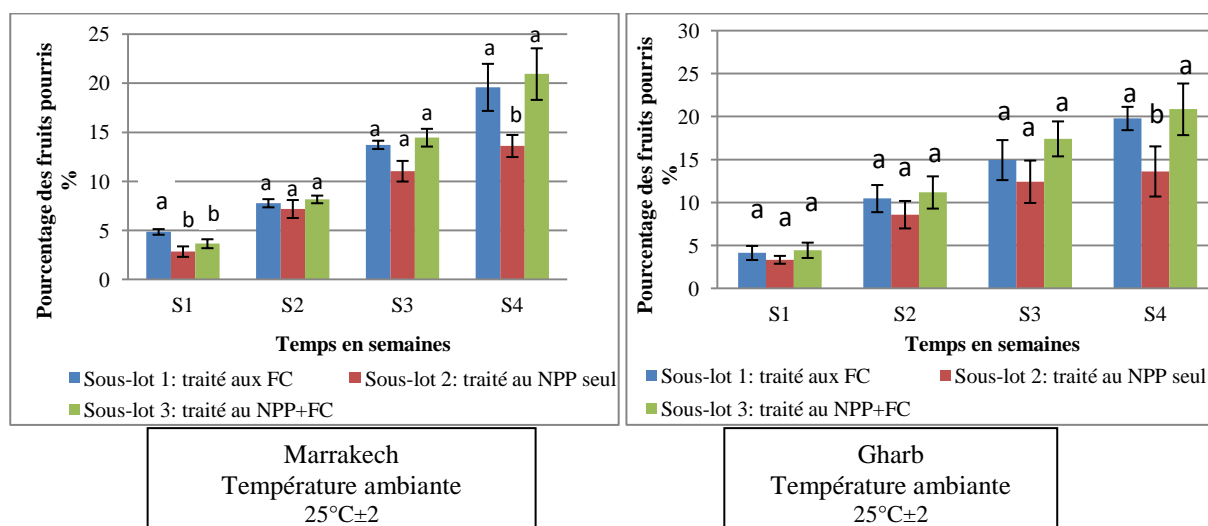 Pourcentage des fruits pourris
%
25
20
15
10
5
0
a
b
b
a
a
a
a
a
a
a
b
a
S1
S2
S3
S4
Temps en semaines
Sous-lot 1: traité aux FC
Sous-lot 2: traité au NPP seul
Sous-lot 3: traité au NPP+FC
Marrakech
Température ambiante
25°C±2
Pourcentage des fruits pourris
%
30
25
20
15
10
5
0
a
a
a
a
a
a
a
a
a
a
b
a
S1
S2
S3
S4
Temps en semaines
Sous-lot 1: traité aux FC
Sous-lot 2: traité au NPP seul
Sous-lot 3: traité au NPP+FC
Gharb
Température ambiante
25°C±2